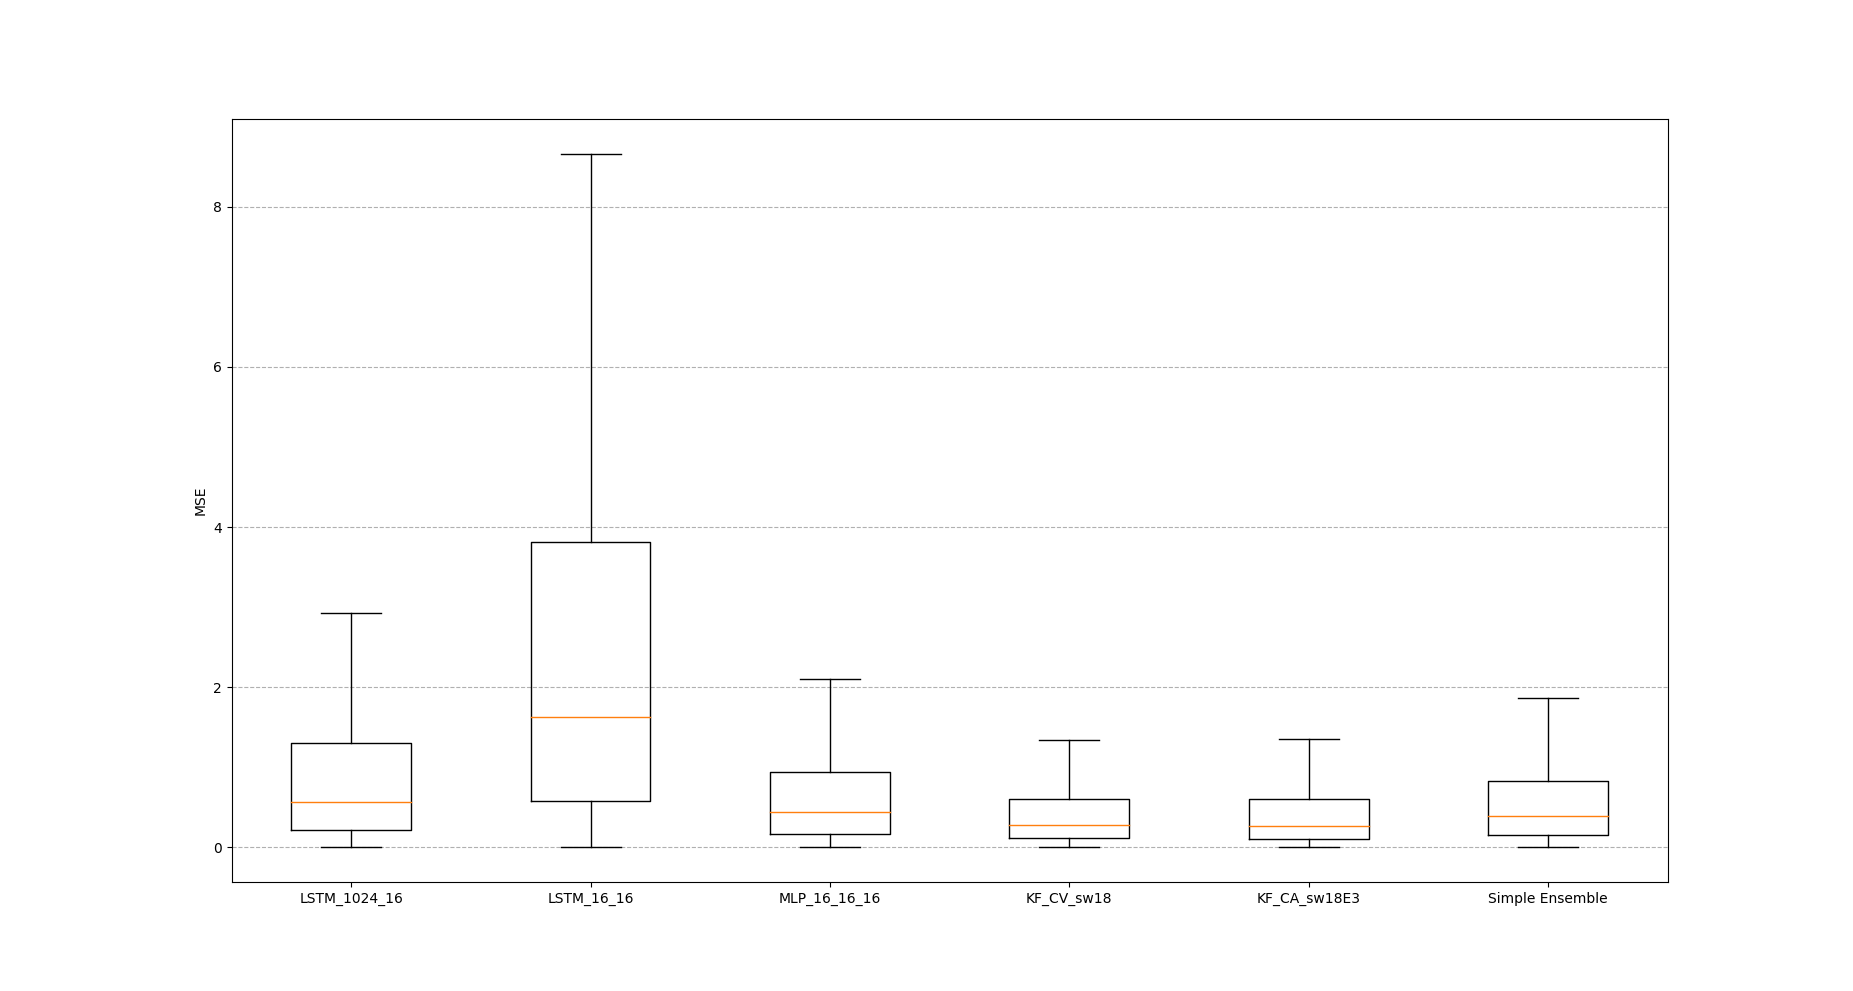 8
6
4
2
0
MSE
LSTM_1024_16
LSTM_16_16
MLP_16_16_16
KF_CV_sw18
KF_CA_sw18E3
Simple Ensemble